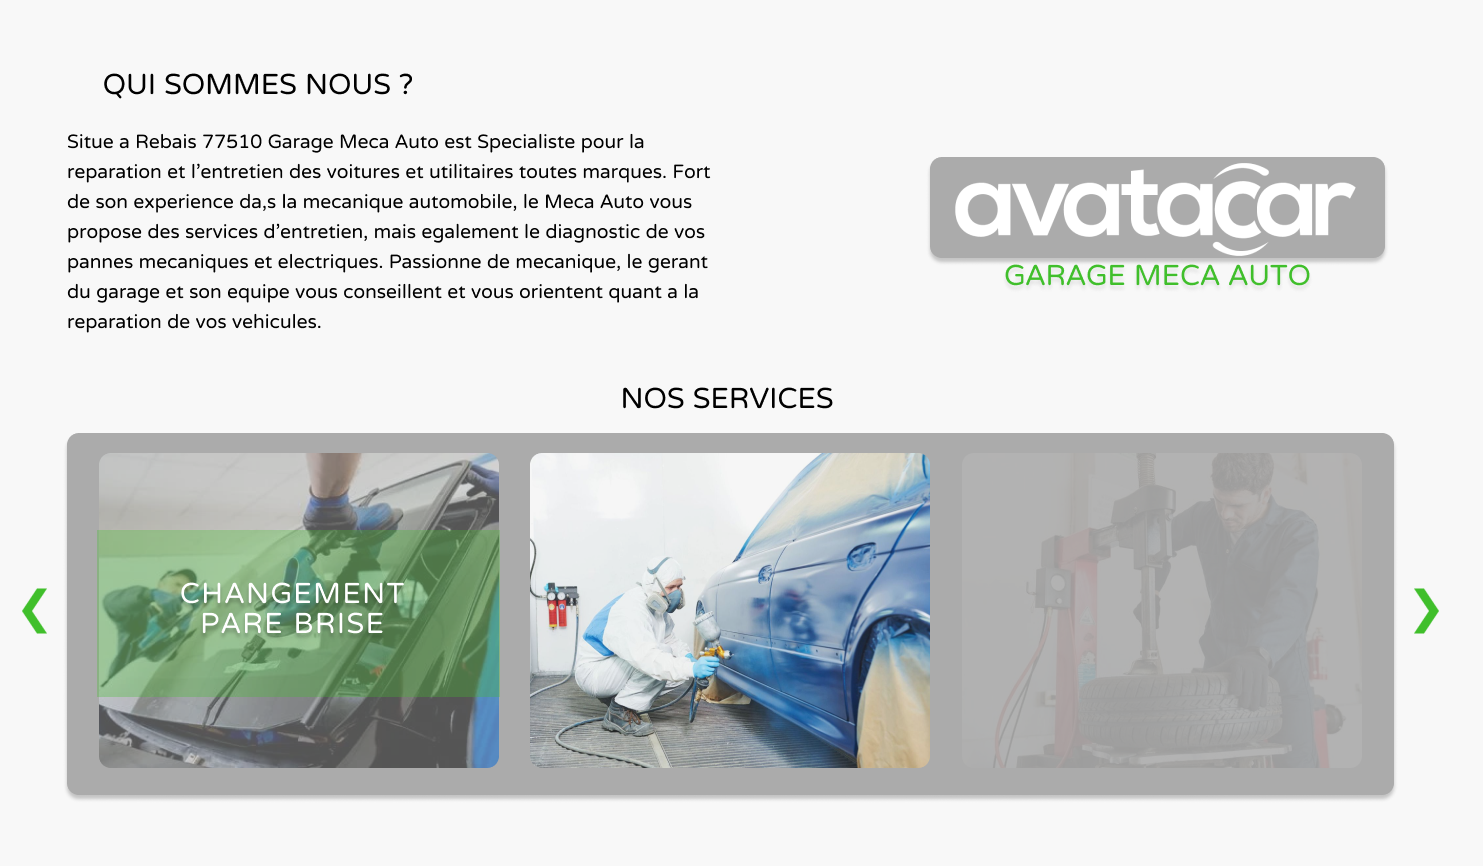 QUI SOMMES NOUS ?
Situe a Rebais 77510 Garage Meca Auto est Specialiste pour la
reparation et l’entretien des voitures et utilitaires toutes marques. Fort
de son experience da,s la mecanique automobile, le Meca Auto vous
propose des services d’entretien, mais egalement le diagnostic de vos
pannes mecaniques et electriques. Passionne de mecanique, le gerant
du garage et son equipe vous conseillent et vous orientent quant a la
reparation de vos vehicules.
avatacar
GARAGE MECA AUTO
NOS SERVICES
CHANGEMENT
PARE BRISE